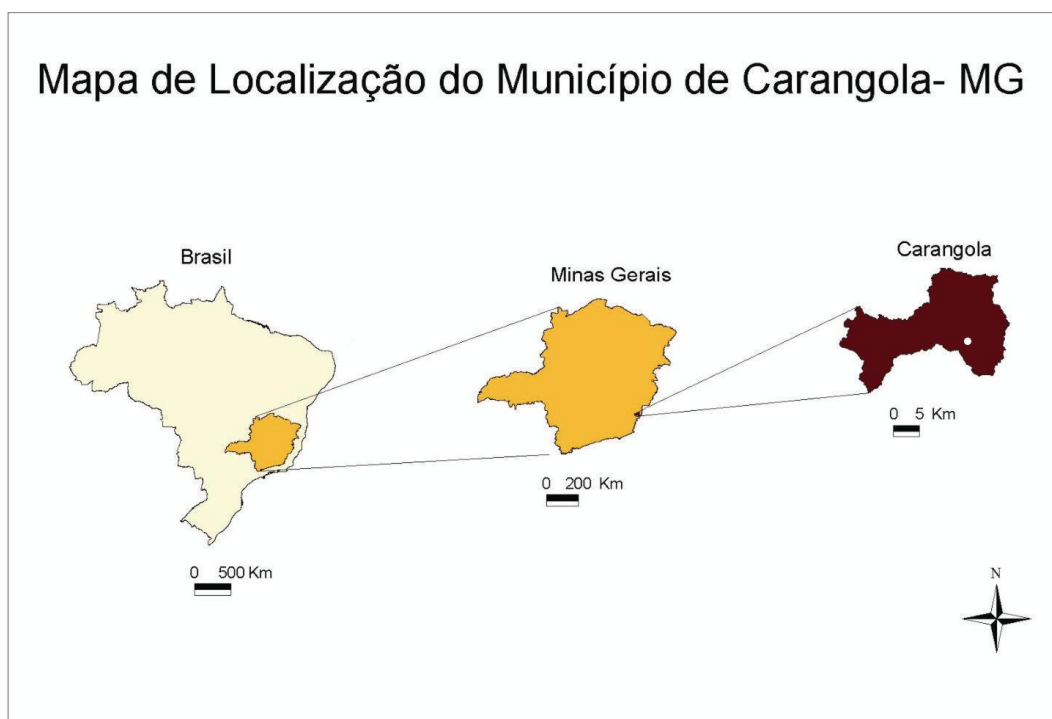 Mapa de Localização do Município de Carangola- MG
Brasil
Minas Gerais
Carangola
0 5 Km
0 200 Km
0 500 Km
N